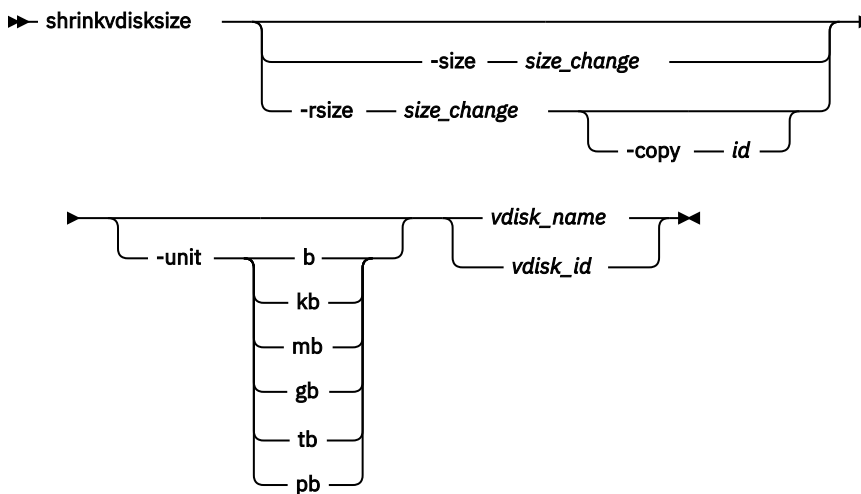 shrinkvdisksize
-size size_change
-rsize size_change
-copy id
vdisk_name
-unit b
vdisk_id
kb
mb
gb
tb
pb